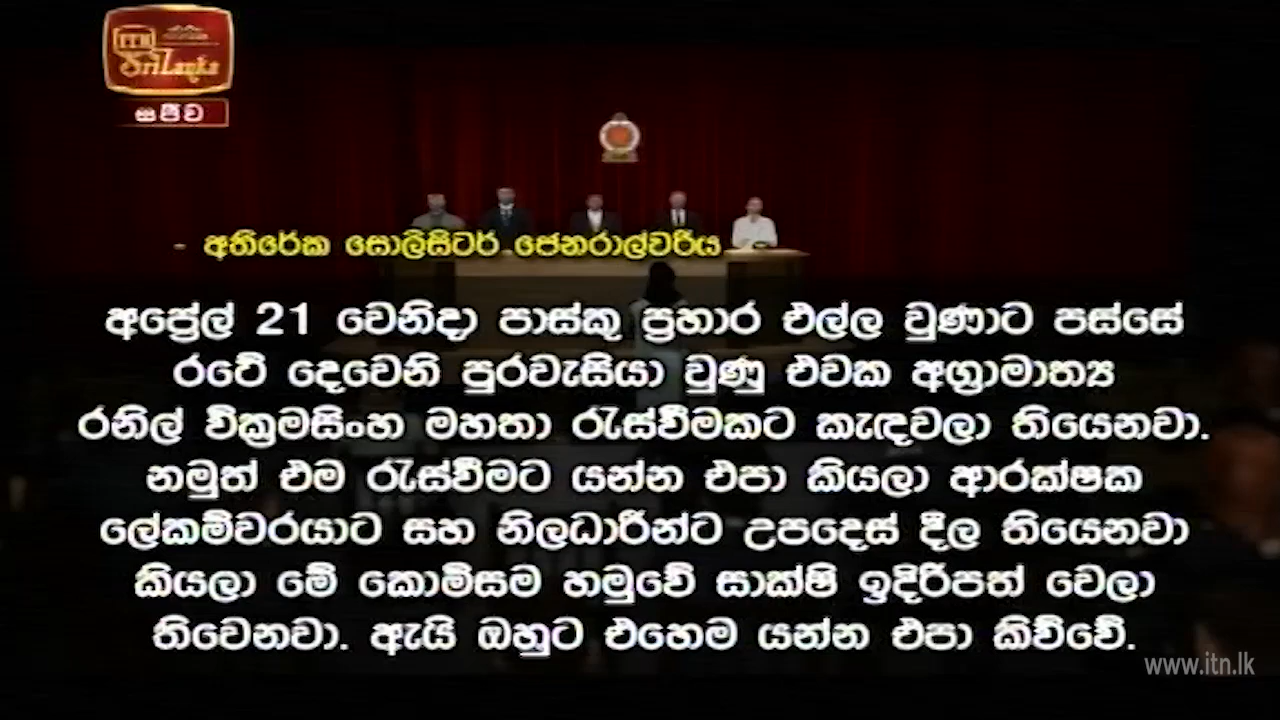 ITN
Sri Lanka
සජීව
- අතිරේක සොලිසිටර් ජෙනරාල්වරිය -
අප්‍රේල් 21 වෙනිදා පාස්කු ප්‍රහාර එල්ල වුණාට පස්සේ
රටේ දෙවෙනි පුරවැසියා වුණු එවක අග්‍රාමාත්‍ය
රනිල් වික්‍රමසිංහ මහතා රැස්වීමකට කැඳවලා තියෙනවා.
නමුත් එම රැස්වීමට යන්න එපා කියලා ආරක්ෂක
ලේකම්වරයාට සහ නිලධාරීන්ට උපදෙස් දීල තියෙනවා
කියලා මේ කොමිසම හමුවේ සාක්ෂි ඉදිරිපත් වෙලා
තිවෙනවා. ඇයි ඔහුට එහෙම යන්න එපා කිව්වේ.
www.itn.lk